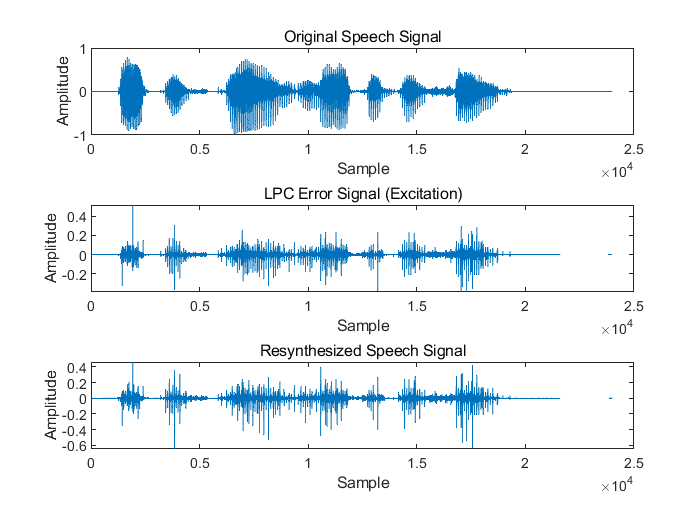 Original Speech Signal
Amplitude
1
0
-1
0 0.5 1 1.5 2 2.5
Sample
×10^4
LPC Error Signal (Excitation)
Amplitude
0.4
0.2
0
-0.2
0 0.5 1 1.5 2 2.5
Sample
×10^4
Resynthesized Speech Signal
Amplitude
0.4
0.2
0
-0.2
-0.4
-0.6
0 0.5 1 1.5 2 2.5
Sample
×10^4